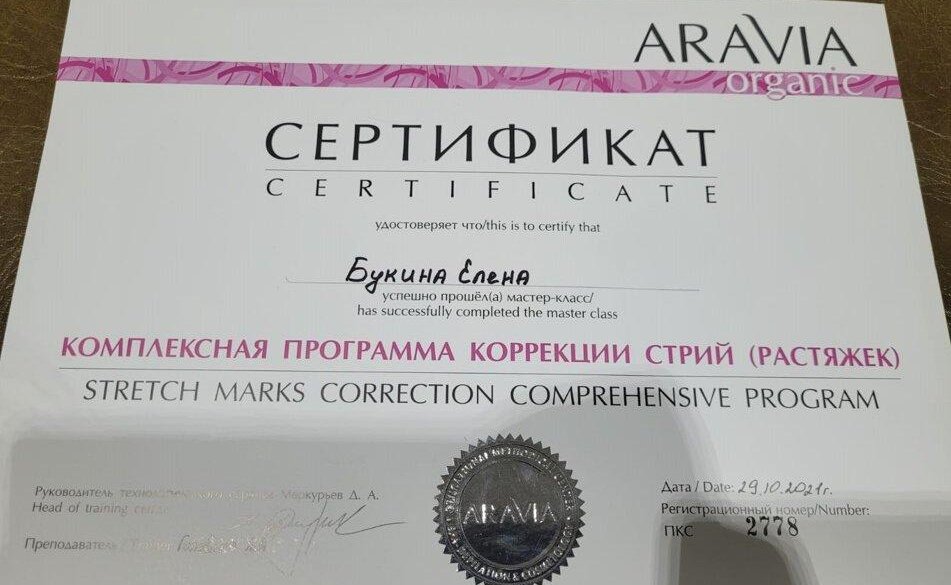 ARAVIA
organic
СЕРТИФИКАТ
CERTIFICATE
удостоверяет что/this is to certify that
Букина Елена
успешно прошёл(а) мастер-класс/
has successfully completed the master class
КОМПЛЕКСНАЯ ПРОГРАММА КОРРЕКЦИИ СТРИЙ (РАСТЯЖЕК)
STRETCH MARKS CORRECTION COMPREHENSIVE PROGRAM
Руководитель Меркурьев Д. А.
Head of training
Преподаватель
ARAVIA
Дата / Date: 29.10.2021г.
Регистрационный номер/Number:
ПКС 2778